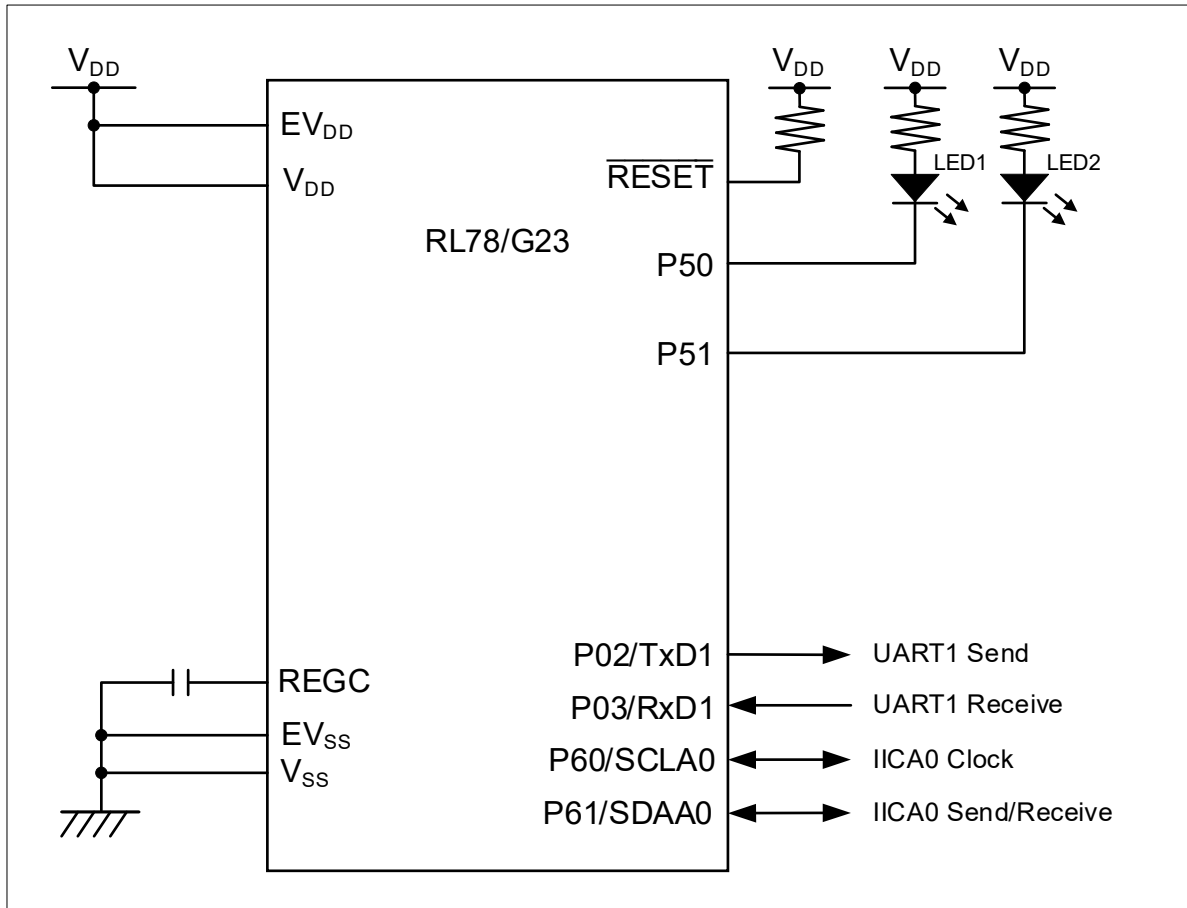 VDD
VDD
VDD
VDD
EVDD
VDD
RESET
LED1
LED2
RL78/G23
P50
P51
REGC
EVSS
VSS
P02/TxD1
UART1 Send
P03/RxD1
UART1 Receive
P60/SCLA0
IICA0 Clock
P61/SDAA0
IICA0 Send/Receive